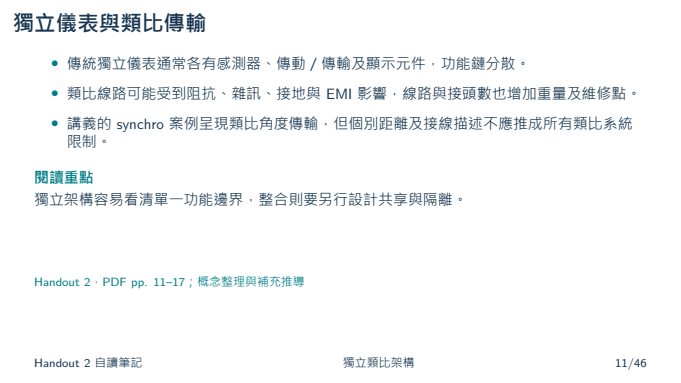 獨立儀表與類比傳輸
• 傳統獨立儀表通常各有感測器、傳動 / 傳輸及顯示元件，功能鏈分散。
• 類比線路可能受到阻抗、雜訊、接地與 EMI 影響，線路與接頭數也增加重量及維修點。
• 講義的 synchro 案例呈現類比角度傳輸，但個別距離及接線描述不應推成所有類比系統
限制。
閱讀重點
獨立架構容易看清單一功能邊界，整合則要另行設計共享與隔離。
Handout 2 · PDF pp. 11–17；概念整理與補充推導
Handout 2 自讀筆記 獨立類比架構 11/46